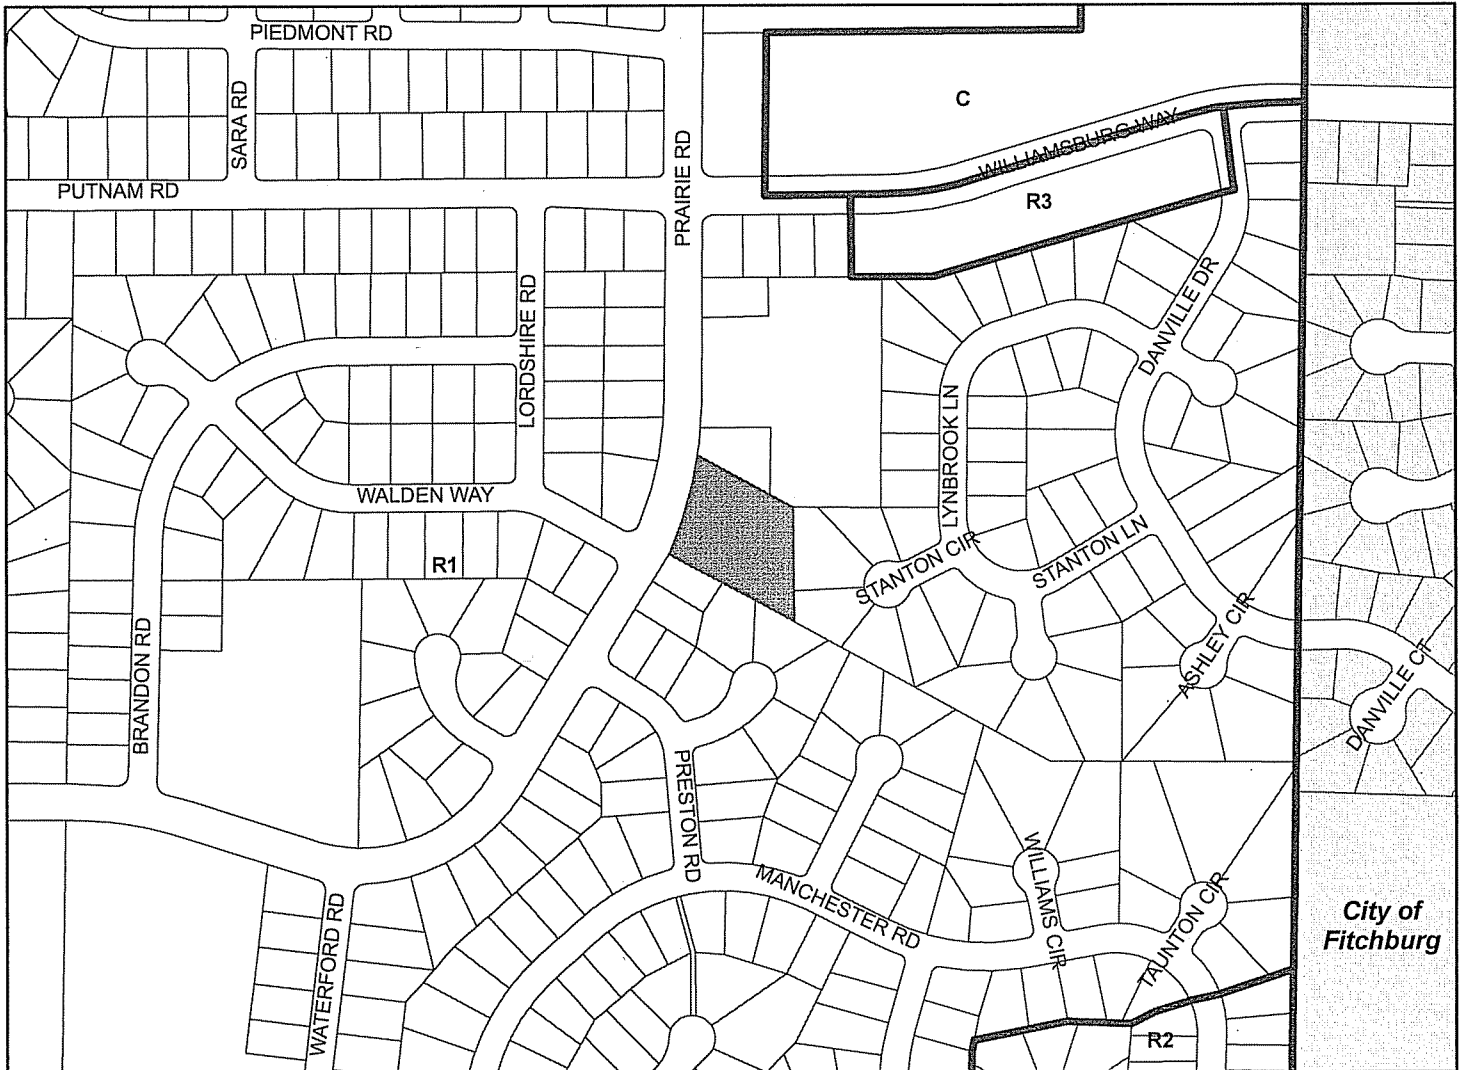 PIEDMONT RD
SARA RD
PUTNAM RD
PRAIRIE RD
C
WILLIAMSBURG WAY
R3
LORDSHIRE RD
DANVILLE DR
LYNBROOK LN
WALDEN WAY
R1
STANTON CIR
STANTON LN
ASHLEY CIR
BRANDON RD
DANVILLE CT
PRESTON RD
MANCHESTER RD
WILLIAMS CIR
TAUNTON CIR
WATERFORD RD
City of
Fitchburg
R2